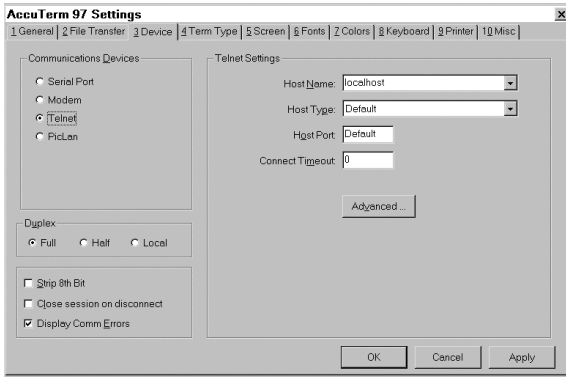 AccuTerm 97 Settings
1 General 2 File Transfer 3 Device 4 Term Type 5 Screen 6 Fonts 7 Colors 8 Keyboard 9 Printer 10 Misc
Communications Devices
Serial Port
Modem
Telnet
PicLan
Duplex
Full Half Local
Strip 8th Bit
Close session on disconnect
Display Comm Errors
Telnet Settings
Host Name: localhost
Host Type: Default
Host Port: Default
Connect Timeout: 0
Advanced ...
OK Cancel Apply